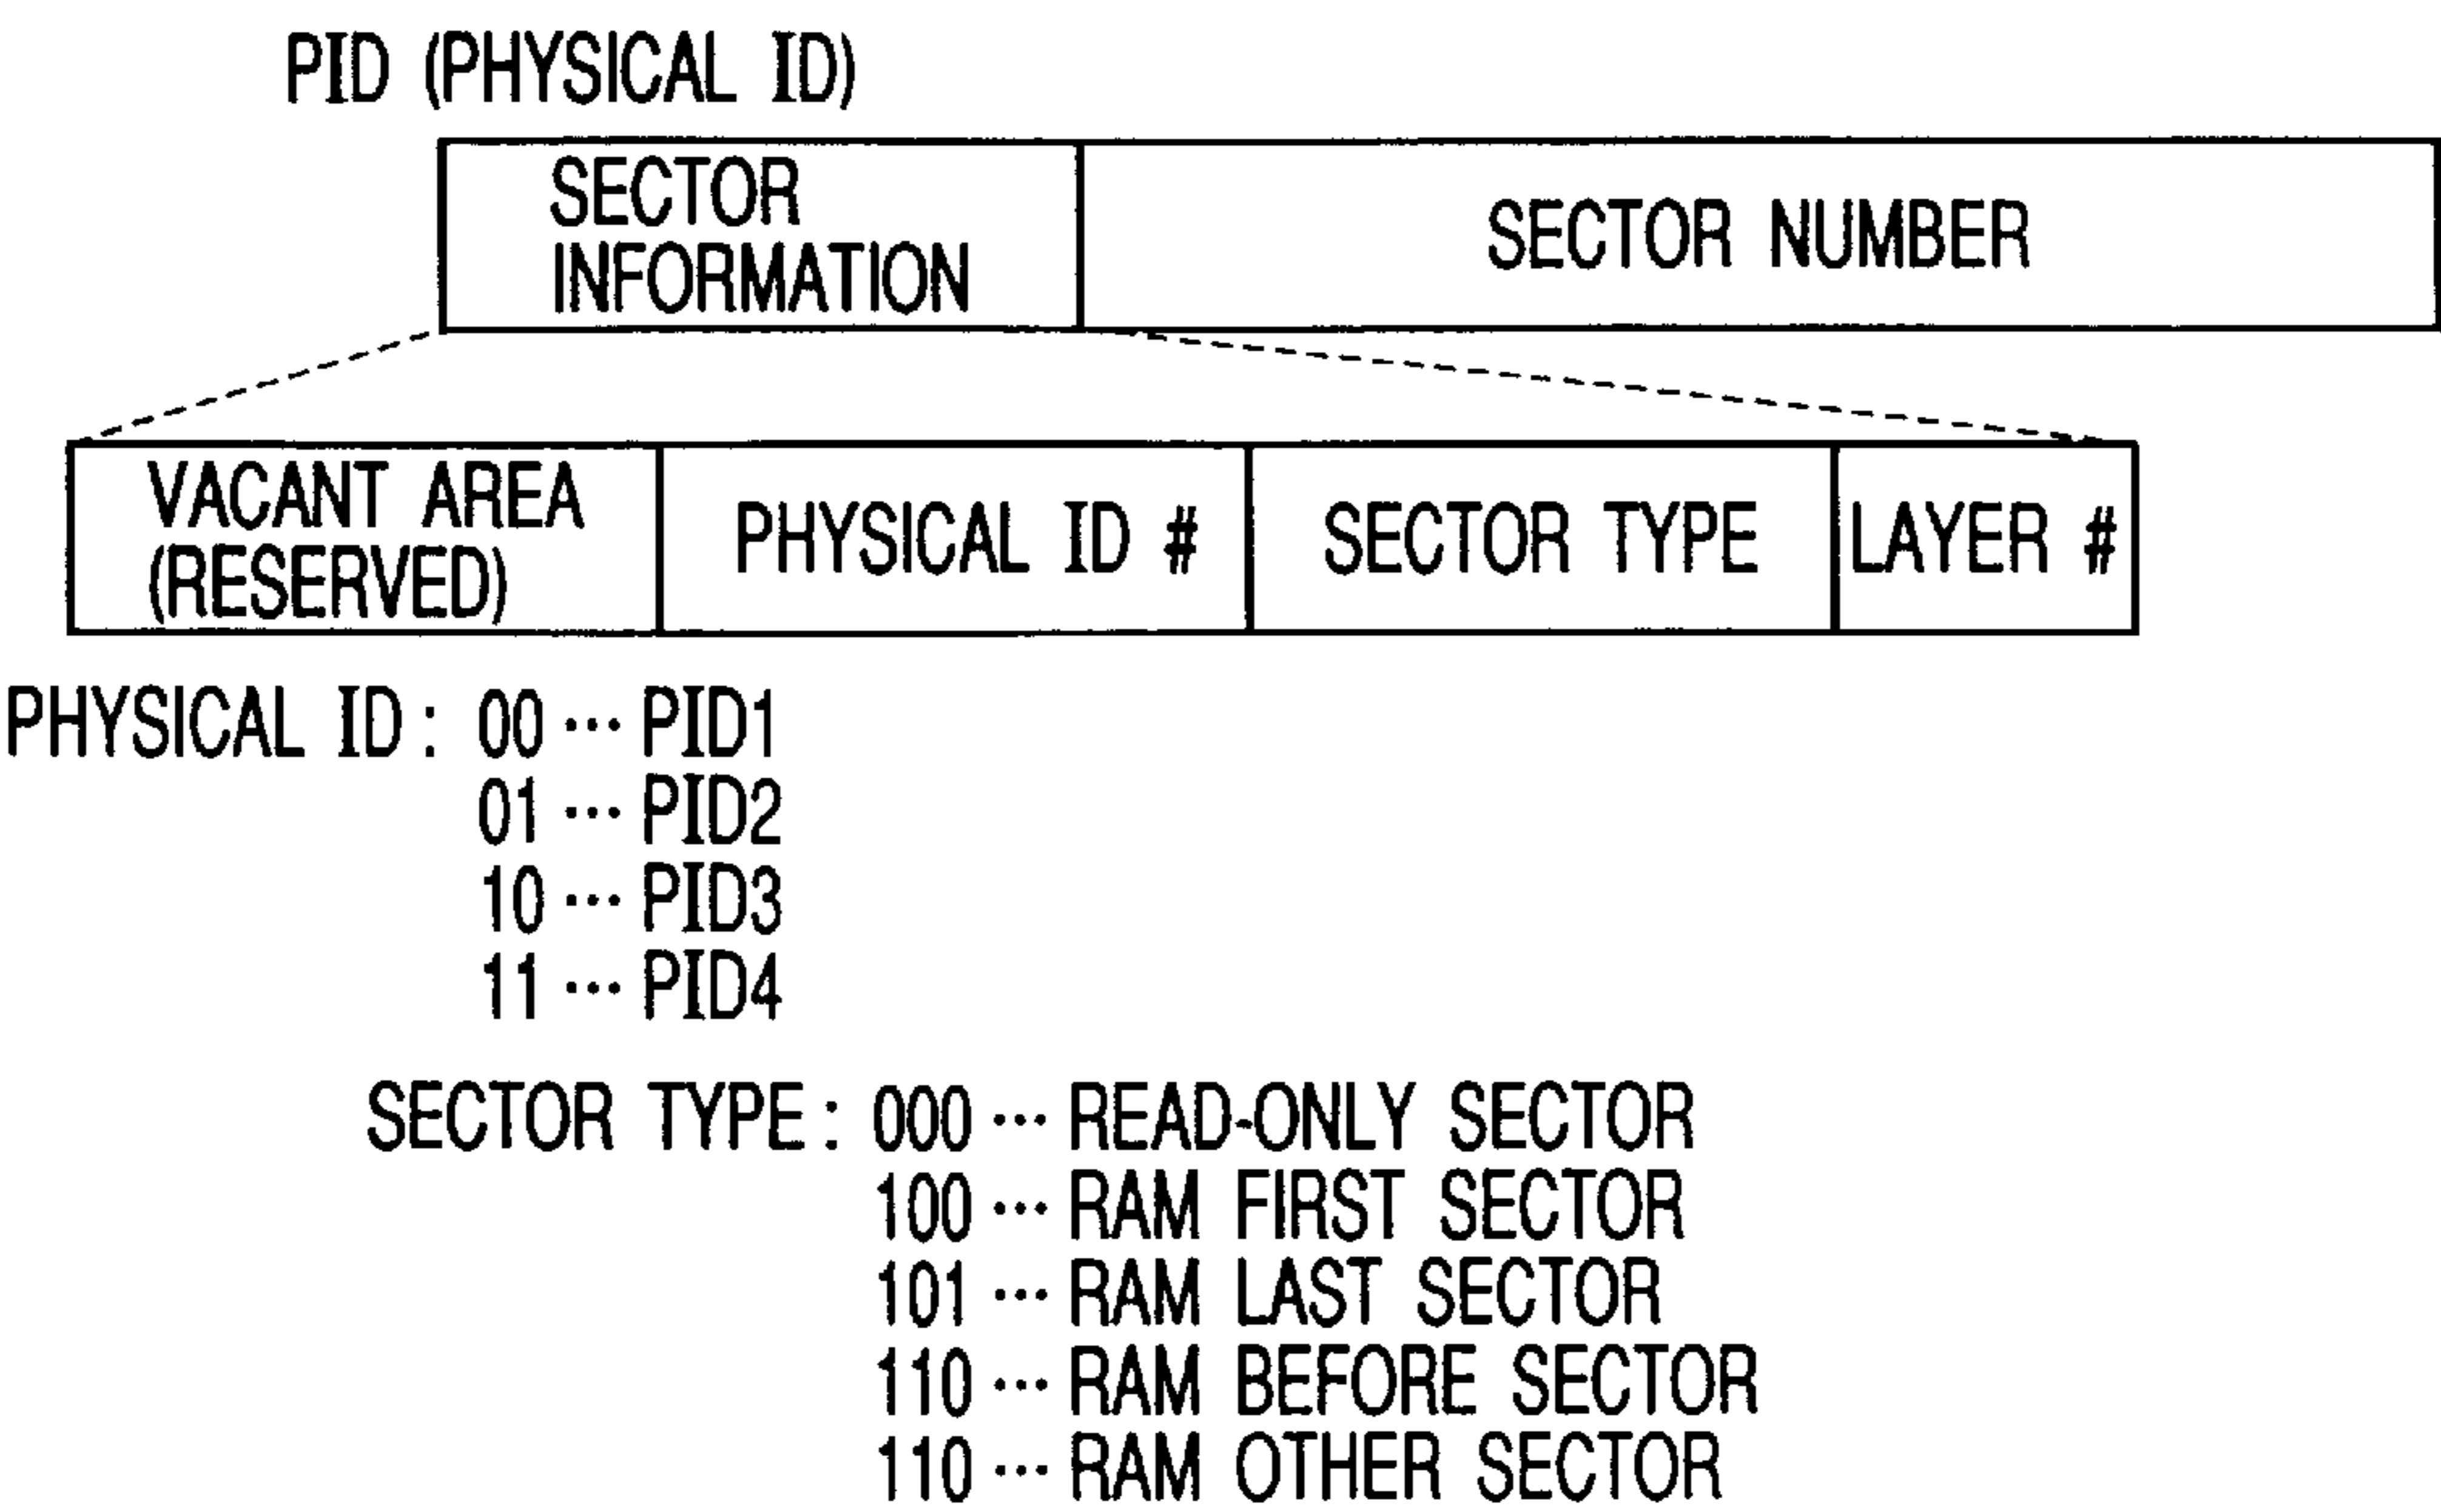 PID (PHYSICAL ID)
SECTOR
INFORMATION
SECTOR NUMBER
VACANT AREA
(RESERVED)
PHYSICAL ID #
SECTOR TYPE
LAYER #
PHYSICAL ID : 00 ··· PID1
01 ··· PID2
10 ··· PID3
11 ··· PID4
SECTOR TYPE : 000 ··· READ-ONLY SECTOR
100 ··· RAM FIRST SECTOR
101 ··· RAM LAST SECTOR
110 ··· RAM BEFORE SECTOR
110 ··· RAM OTHER SECTOR